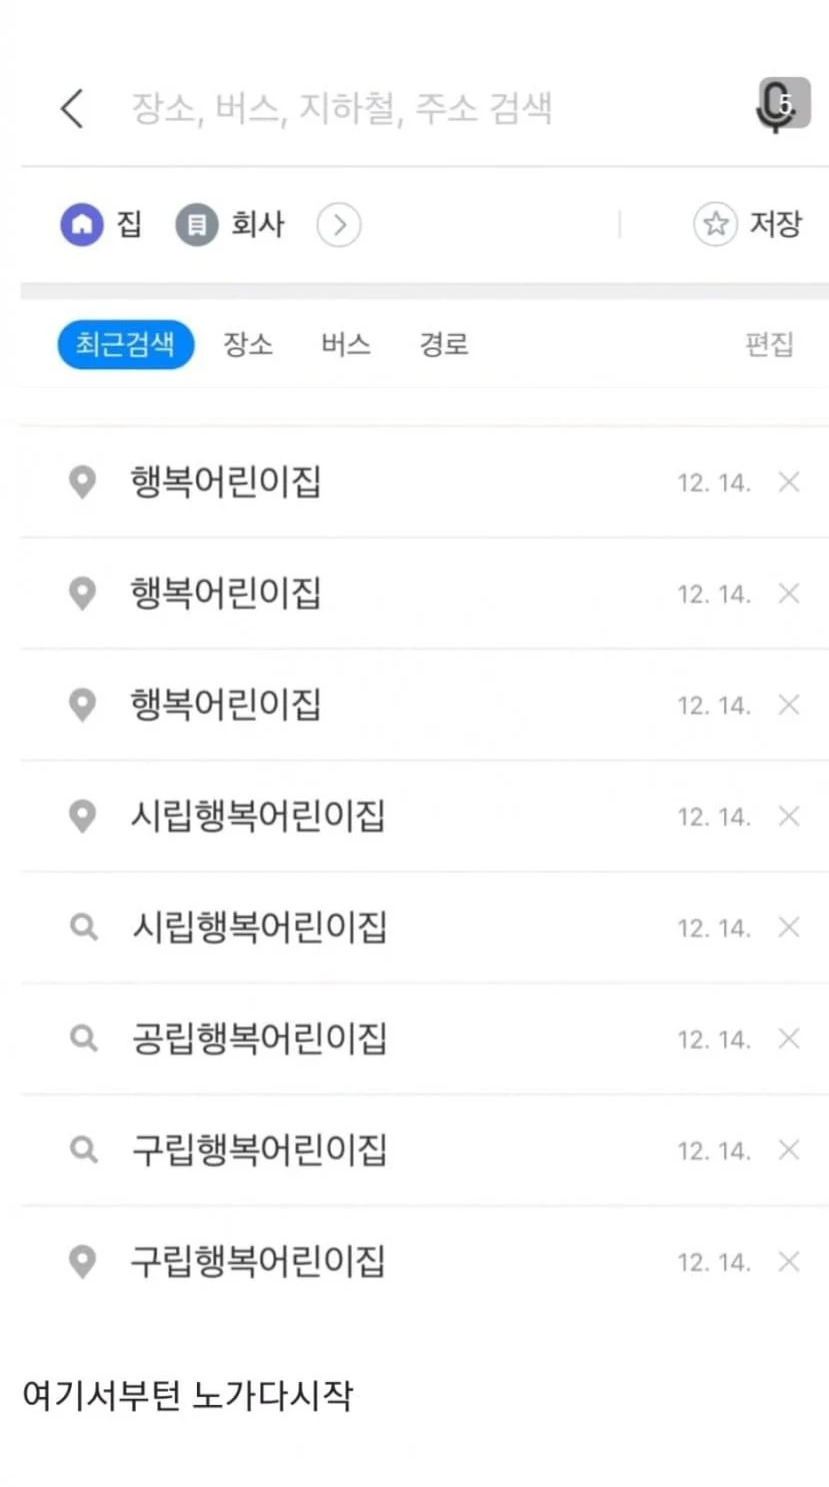 장소, 버스, 지하철, 주소 검색
5
집 회사 저장
최근검색 장소 버스 경로 편집
행복어린이집 12. 14.
행복어린이집 12. 14.
행복어린이집 12. 14.
시립행복어린이집 12. 14.
시립행복어린이집 12. 14.
공립행복어린이집 12. 14.
구립행복어린이집 12. 14.
구립행복어린이집 12. 14.
여기서부턴 노가다시작